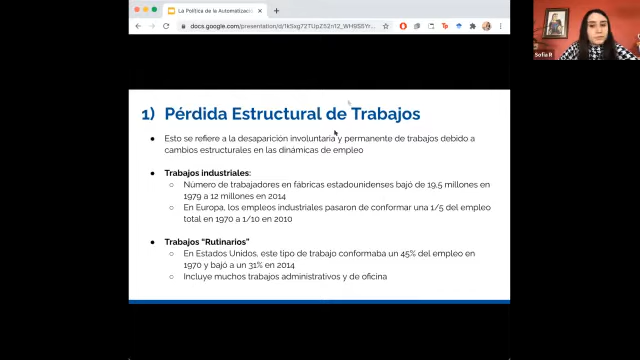 La Política de la Automatizació
docs.google.com/presentation/d/1kSxg72TUpZ52n12_WH9S5Yr...
Sofia R
1) Pérdida Estructural de Trabajos
● Esto se refiere a la desaparición involuntaria y permanente de trabajos debido a
cambios estructurales en las dinámicas de empleo
● Trabajos industriales:
○ Número de trabajadores en fábricas estadounidenses bajó de 19,5 millones en
1979 a 12 millones en 2014
○ En Europa, los empleos industriales pasaron de conformar una 1/5 del empleo
total en 1970 a 1/10 en 2010
● Trabajos “Rutinarios”
○ En Estados Unidos, este tipo de trabajo conformaba un 45% del empleo en
1970 y bajó a un 31% en 2014
○ Incluye muchos trabajos administrativos y de oficina